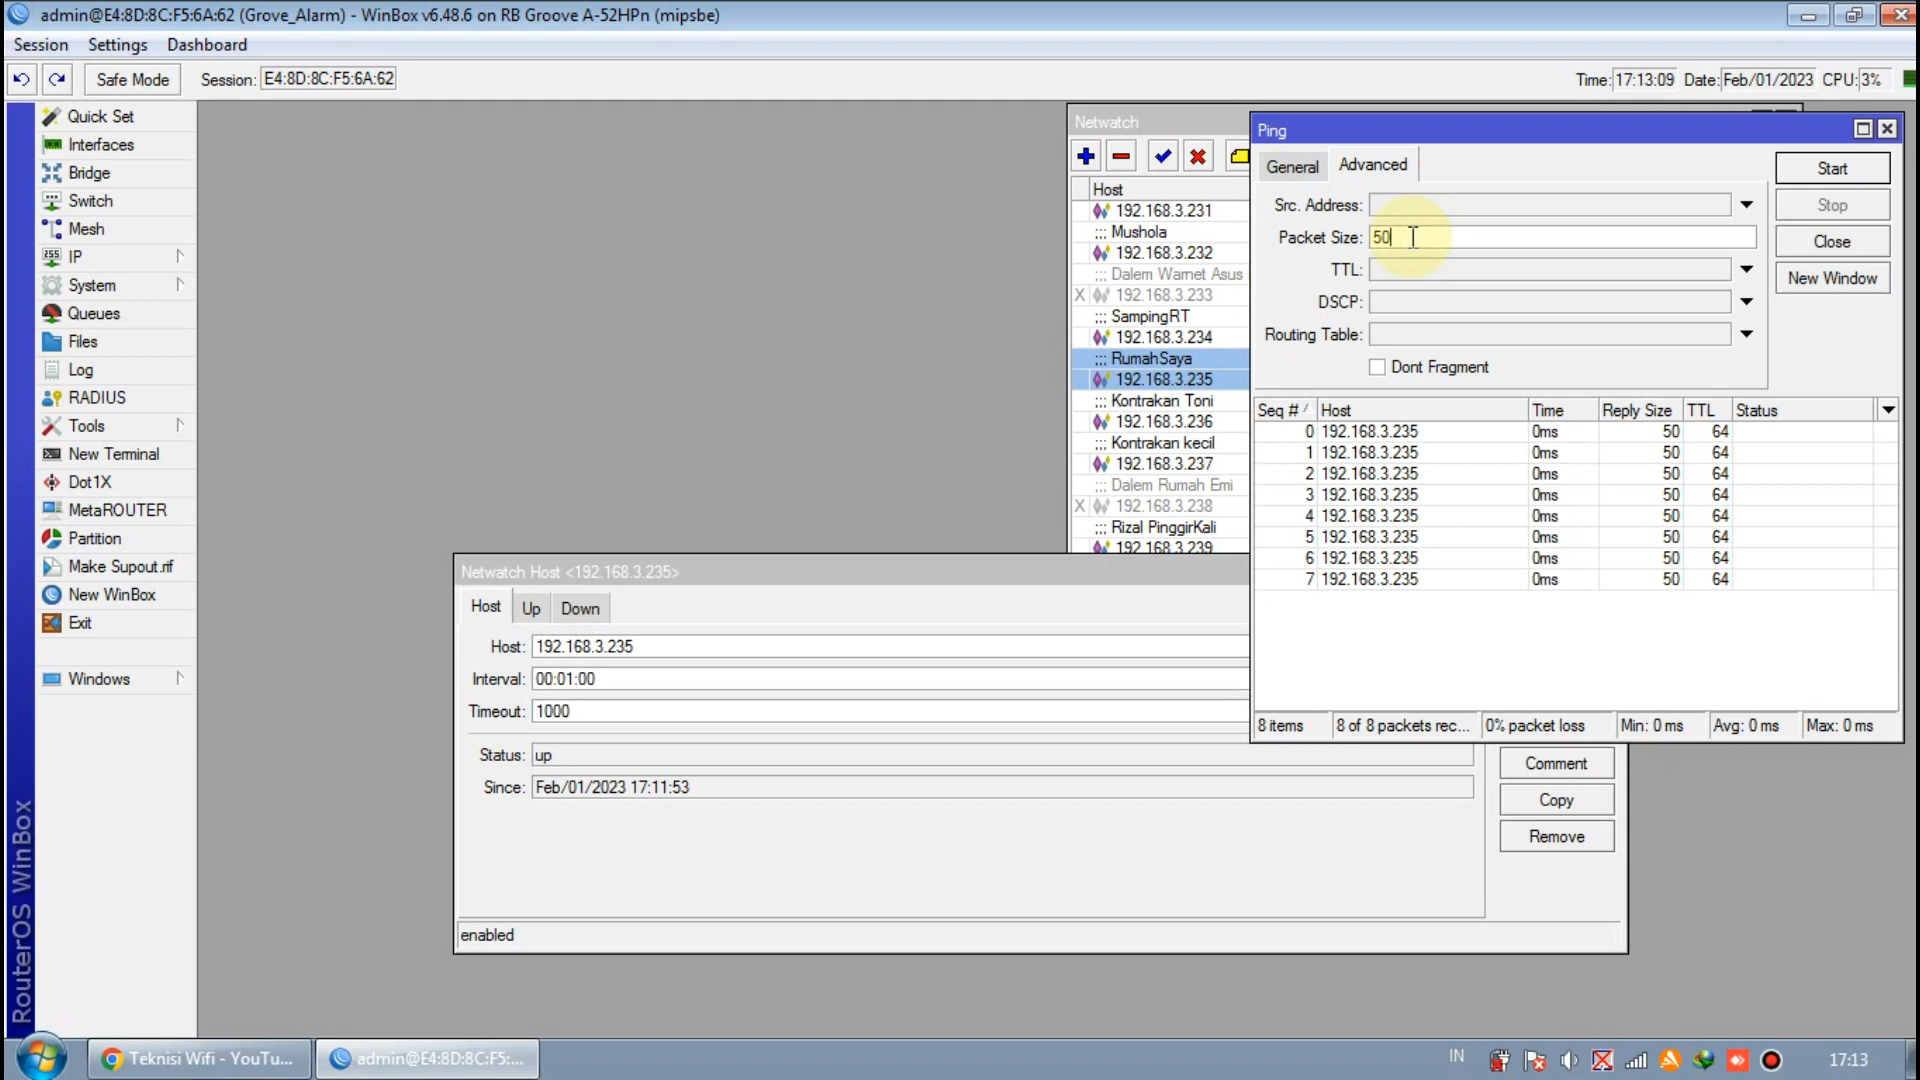 admin@E4:8D:8C:F5:6A:62 (Grove_Alarm) - WinBox v6.48.6 on RB Groove A-52HPn (mipsbe)
Session Settings Dashboard
Safe Mode Session: E4:8D:8C:F5:6A:62 Time: 17:13:09 Date: Feb/01/2023 CPU: 3%
RouterOS WinBox
Quick Set
Interfaces
Bridge
Switch
Mesh
255 IP
System
Queues
Files
Log
RADIUS
Tools
New Terminal
Dot1X
MetaROUTER
Partition
Make Supout.rif
New WinBox
Exit
Windows
Netwatch
Host
192.168.3.231
::: Mushola
192.168.3.232
::: Dalem Warnet Asus
X 192.168.3.233
::: SampingRT
192.168.3.234
::: RumahSaya
192.168.3.235
::: Kontrakan Toni
192.168.3.236
::: Kontrakan kecil
192.168.3.237
::: Dalem Rumah Emi
X 192.168.3.238
::: Rizal PinggirKali
192.168.3.239
Ping
General Advanced
Src. Address:
Packet Size: 50
TTL:
DSCP:
Routing Table:
Dont Fragment
Start
Stop
Close
New Window
Seq # Host Time Reply Size TTL Status
0 192.168.3.235 0ms 50 64
1 192.168.3.235 0ms 50 64
2 192.168.3.235 0ms 50 64
3 192.168.3.235 0ms 50 64
4 192.168.3.235 0ms 50 64
5 192.168.3.235 0ms 50 64
6 192.168.3.235 0ms 50 64
7 192.168.3.235 0ms 50 64
8 items 8 of 8 packets rec... 0% packet loss Min: 0 ms Avg: 0 ms Max: 0 ms
Netwatch Host <192.168.3.235>
Host Up Down
Host: 192.168.3.235
Interval: 00:01:00
Timeout: 1000
Status: up
Since: Feb/01/2023 17:11:53
Comment
Copy
Remove
enabled
Teknisi Wifi - YouTu... admin@E4:8D:8C:F5:... IN 17:13